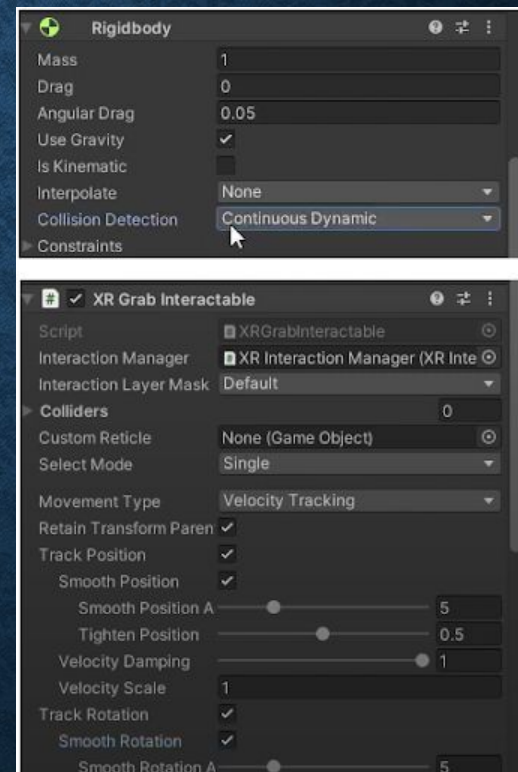 Rigidbody
Mass 1
Drag 0
Angular Drag 0.05
Use Gravity
Is Kinematic
Interpolate None
Collision Detection Continuous Dynamic
Constraints
# XR Grab Interactable
Script XRGrabInteractable
Interaction Manager XR Interaction Manager (XR Inte
Interaction Layer Mask Default
Colliders 0
Custom Reticle None (Game Object)
Select Mode Single
Movement Type Velocity Tracking
Retain Transform Paren
Track Position
Smooth Position
Smooth Position A 5
Tighten Position 0.5
Velocity Damping 1
Velocity Scale 1
Track Rotation
Smooth Rotation
Smooth Rotation A 5